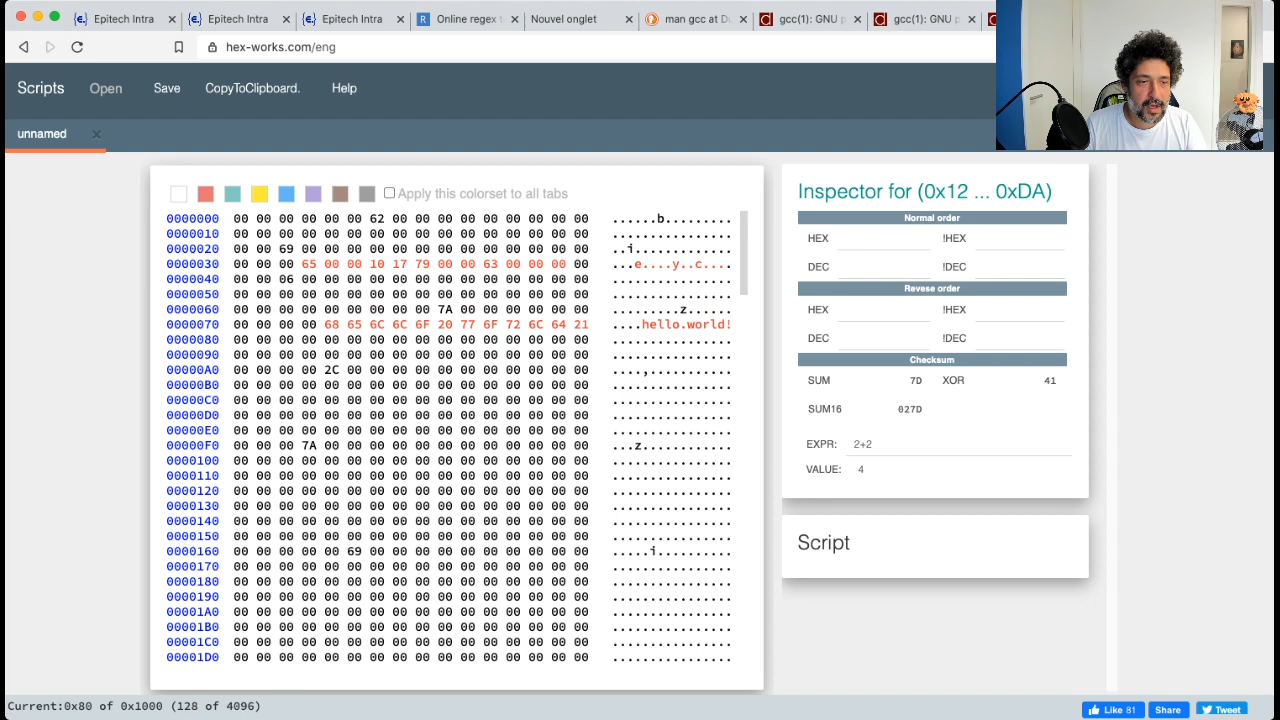 Epitech Intra × Epitech Intra × Epitech Intra × Online regex t × Nouvel onglet × man gcc at D × gcc(1): GNU p × gcc(1): GNU p ×
hex-works.com/eng
Scripts Open Save CopyToClipboard. Help
unnamed ×
Apply this colorset to all tabs
0000000 00 00 00 00 00 00 62 00 00 00 00 00 00 00 00 00 ......b.........
0000010 00 00 00 00 00 00 00 00 00 00 00 00 00 00 00 00 ................
0000020 00 00 69 00 00 00 00 00 00 00 00 00 00 00 00 00 ..i.............
0000030 00 00 00 65 00 00 10 17 79 00 00 63 00 00 00 00 ...e....y..c....
0000040 00 00 06 00 00 00 00 00 00 00 00 00 00 00 00 00 ................
0000050 00 00 00 00 00 00 00 00 00 00 00 00 00 00 00 00 ................
0000060 00 00 00 00 00 00 00 00 00 7A 00 00 00 00 00 00 .........z......
0000070 00 00 00 00 68 65 6C 6C 6F 20 77 6F 72 6C 64 21 ....hello.world!
0000080 00 00 00 00 00 00 00 00 00 00 00 00 00 00 00 00 ................
0000090 00 00 00 00 00 00 00 00 00 00 00 00 00 00 00 00 ................
00000A0 00 00 00 00 2C 00 00 00 00 00 00 00 00 00 00 00 ....,...........
00000B0 00 00 00 00 00 00 00 00 00 00 00 00 00 00 00 00 ................
00000C0 00 00 00 00 00 00 00 00 00 00 00 00 00 00 00 00 ................
00000D0 00 00 00 00 00 00 00 00 00 00 00 00 00 00 00 00 ................
00000E0 00 00 00 00 00 00 00 00 00 00 00 00 00 00 00 00 ................
00000F0 00 00 00 7A 00 00 00 00 00 00 00 00 00 00 00 00 ...z............
0000100 00 00 00 00 00 00 00 00 00 00 00 00 00 00 00 00 ................
0000110 00 00 00 00 00 00 00 00 00 00 00 00 00 00 00 00 ................
0000120 00 00 00 00 00 00 00 00 00 00 00 00 00 00 00 00 ................
0000130 00 00 00 00 00 00 00 00 00 00 00 00 00 00 00 00 ................
0000140 00 00 00 00 00 00 00 00 00 00 00 00 00 00 00 00 ................
0000150 00 00 00 00 00 00 00 00 00 00 00 00 00 00 00 00 ................
0000160 00 00 00 00 00 69 00 00 00 00 00 00 00 00 00 00 .....i..........
0000170 00 00 00 00 00 00 00 00 00 00 00 00 00 00 00 00 ................
0000180 00 00 00 00 00 00 00 00 00 00 00 00 00 00 00 00 ................
0000190 00 00 00 00 00 00 00 00 00 00 00 00 00 00 00 00 ................
00001A0 00 00 00 00 00 00 00 00 00 00 00 00 00 00 00 00 ................
00001B0 00 00 00 00 00 00 00 00 00 00 00 00 00 00 00 00 ................
00001C0 00 00 00 00 00 00 00 00 00 00 00 00 00 00 00 00 ................
00001D0 00 00 00 00 00 00 00 00 00 00 00 00 00 00 00 00 ................
Inspector for (0x12 ... 0xDA)
Normal order
HEX !HEX
DEC !DEC
Revese order
HEX !HEX
DEC !DEC
Checksum
SUM 7D XOR 41
SUM16 027D
EXPR: 2+2
VALUE: 4
Script
Current:0x80 of 0x1000 (128 of 4096)
Like 81 Share Tweet